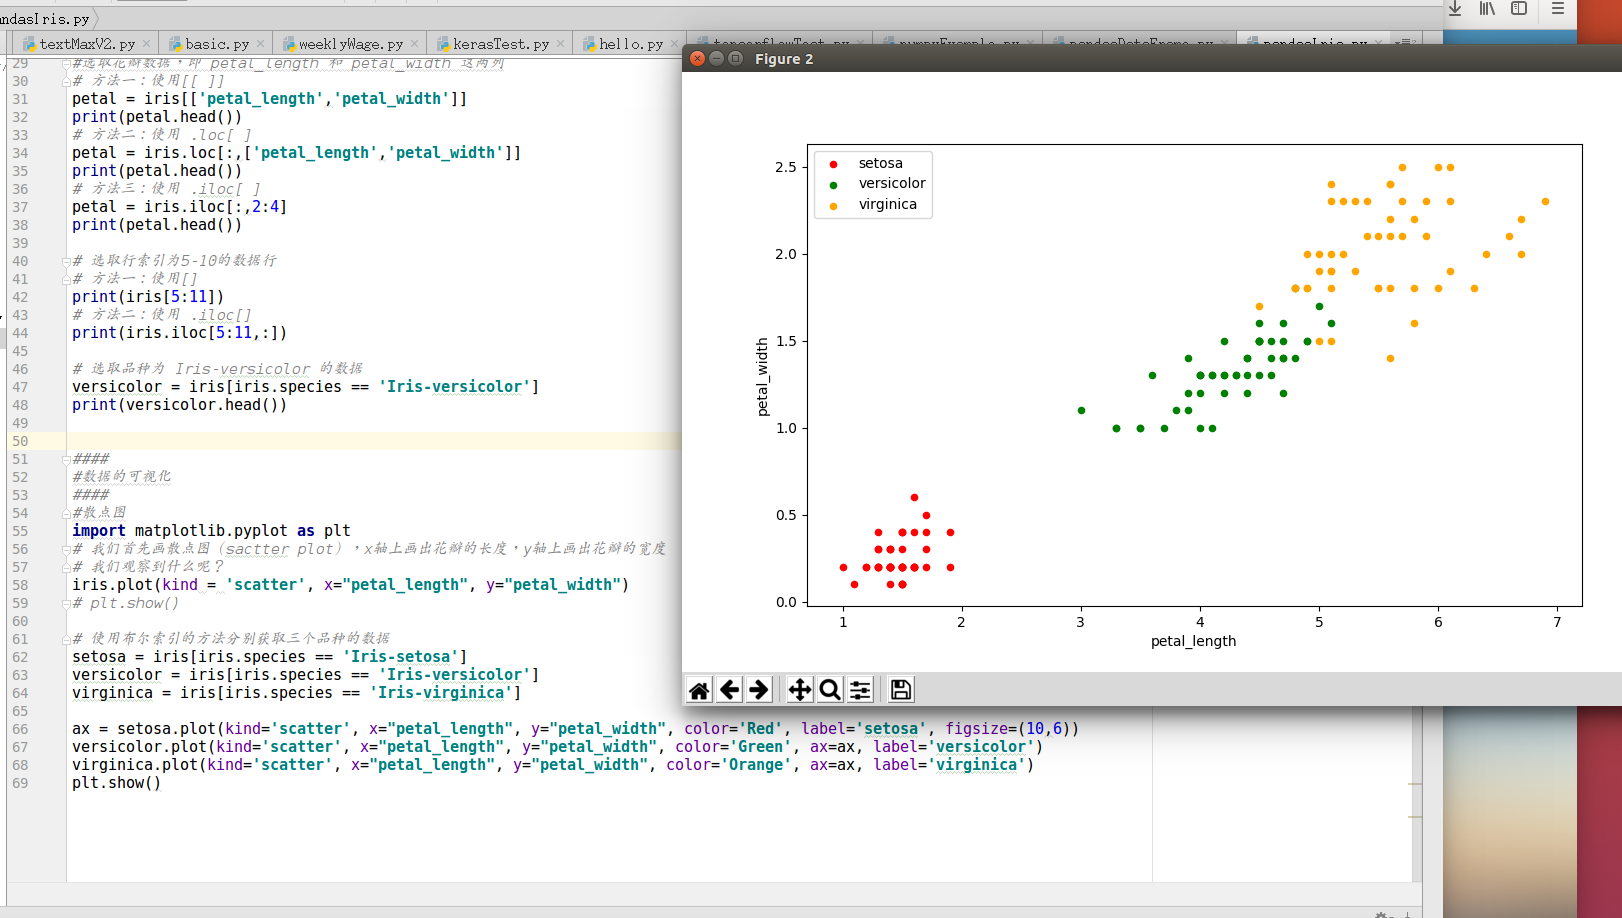 ndasIris.py
textMaxV2.py
basic.py
weeklyWage.py
kerasTest.py
hello.py
tensorflowTest.py
numpyExample.py
pandasDataFrame.py
pandasIris.py
29 #选取花瓣数据，即 petal_length 和 petal_width 这两列
30 # 方法一：使用[[ ]]
31 petal = iris[['petal_length','petal_width']]
32 print(petal.head())
33 # 方法二：使用 .loc[ ]
34 petal = iris.loc[:,['petal_length','petal_width']]
35 print(petal.head())
36 # 方法三：使用 .iloc[ ]
37 petal = iris.iloc[:,2:4]
38 print(petal.head())
39
40 # 选取行索引为5-10的数据行
41 # 方法一：使用[]
42 print(iris[5:11])
43 # 方法二：使用 .iloc[]
44 print(iris.iloc[5:11,:])
45
46 # 选取品种为 Iris-versicolor 的数据
47 versicolor = iris[iris.species == 'Iris-versicolor']
48 print(versicolor.head())
49
50
51 ####
52 #数据的可视化
53 ####
54 #散点图
55 import matplotlib.pyplot as plt
56 # 我们首先画散点图（sactter plot），x轴上画出花瓣的长度，y轴上画出花瓣的宽度
57 # 我们观察到什么呢？
58 iris.plot(kind = 'scatter', x="petal_length", y="petal_width")
59 # plt.show()
60
61 # 使用布尔索引的方法分别获取三个品种的数据
62 setosa = iris[iris.species == 'Iris-setosa']
63 versicolor = iris[iris.species == 'Iris-versicolor']
64 virginica = iris[iris.species == 'Iris-virginica']
65
66 ax = setosa.plot(kind='scatter', x="petal_length", y="petal_width", color='Red', label='setosa', figsize=(10,6))
67 versicolor.plot(kind='scatter', x="petal_length", y="petal_width", color='Green', ax=ax, label='versicolor')
68 virginica.plot(kind='scatter', x="petal_length", y="petal_width", color='Orange', ax=ax, label='virginica')
69 plt.show()
Figure 2
setosa
versicolor
virginica
2.5
2.0
1.5
1.0
0.5
0.0
petal_width
1 2 3 4 5 6 7
petal_length